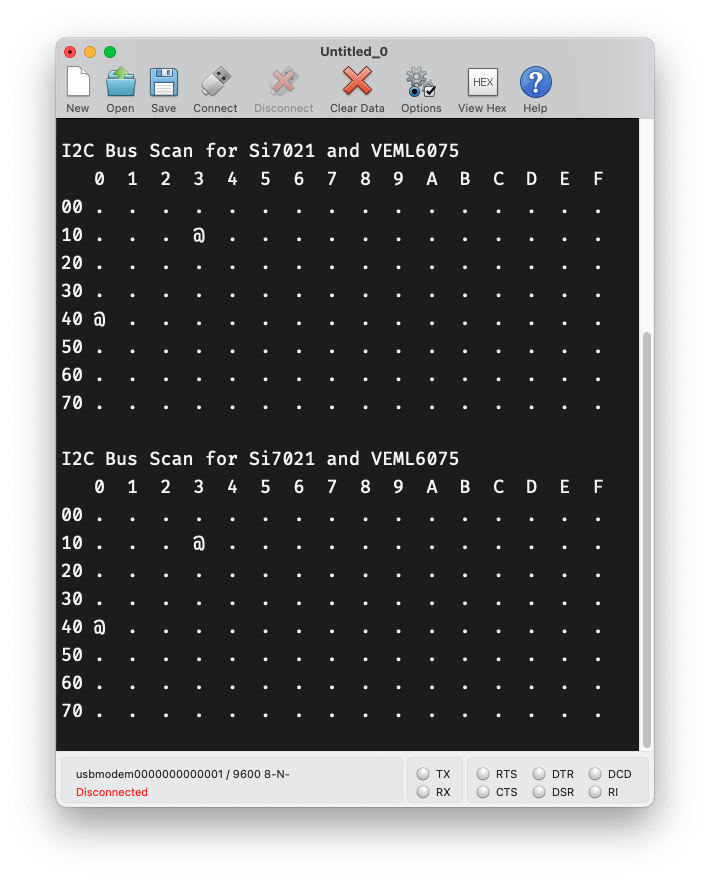 Untitled_0
New Open Save Connect Disconnect Clear Data Options View Hex Help
HEX
I2C Bus Scan for Si7021 and VEML6075
0 1 2 3 4 5 6 7 8 9 A B C D E F
00 . . . . . . . . . . . . . . . .
10 . . . @ . . . . . . . . . . . .
20 . . . . . . . . . . . . . . . .
30 . . . . . . . . . . . . . . . .
40 @ . . . . . . . . . . . . . . .
50 . . . . . . . . . . . . . . . .
60 . . . . . . . . . . . . . . . .
70 . . . . . . . . . . . . . . . .
I2C Bus Scan for Si7021 and VEML6075
0 1 2 3 4 5 6 7 8 9 A B C D E F
00 . . . . . . . . . . . . . . . .
10 . . . @ . . . . . . . . . . . .
20 . . . . . . . . . . . . . . . .
30 . . . . . . . . . . . . . . . .
40 @ . . . . . . . . . . . . . . .
50 . . . . . . . . . . . . . . . .
60 . . . . . . . . . . . . . . . .
70 . . . . . . . . . . . . . . . .
usbmodem0000000000001 / 9600 8-N- TX RTS DTR DCD
Disconnected RX CTS DSR RI